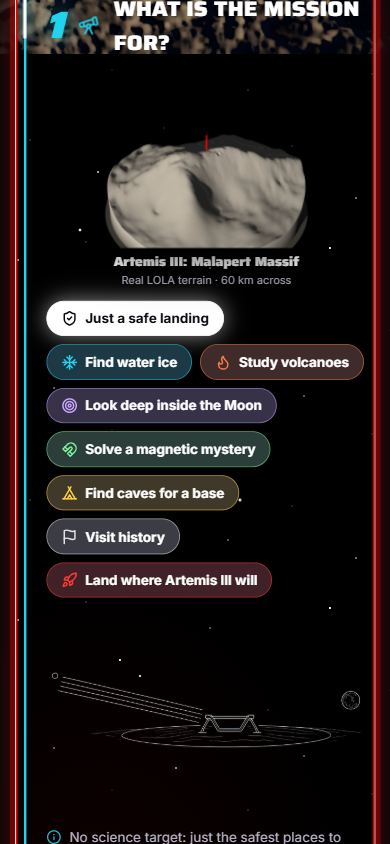 1 WHAT IS THE MISSION
FOR?
Artemis III: Malapert Massif
Real LOLA terrain · 60 km across
Just a safe landing
Find water ice
Study volcanoes
Look deep inside the Moon
Solve a magnetic mystery
Find caves for a base
Visit history
Land where Artemis III will
No science target: just the safest places to